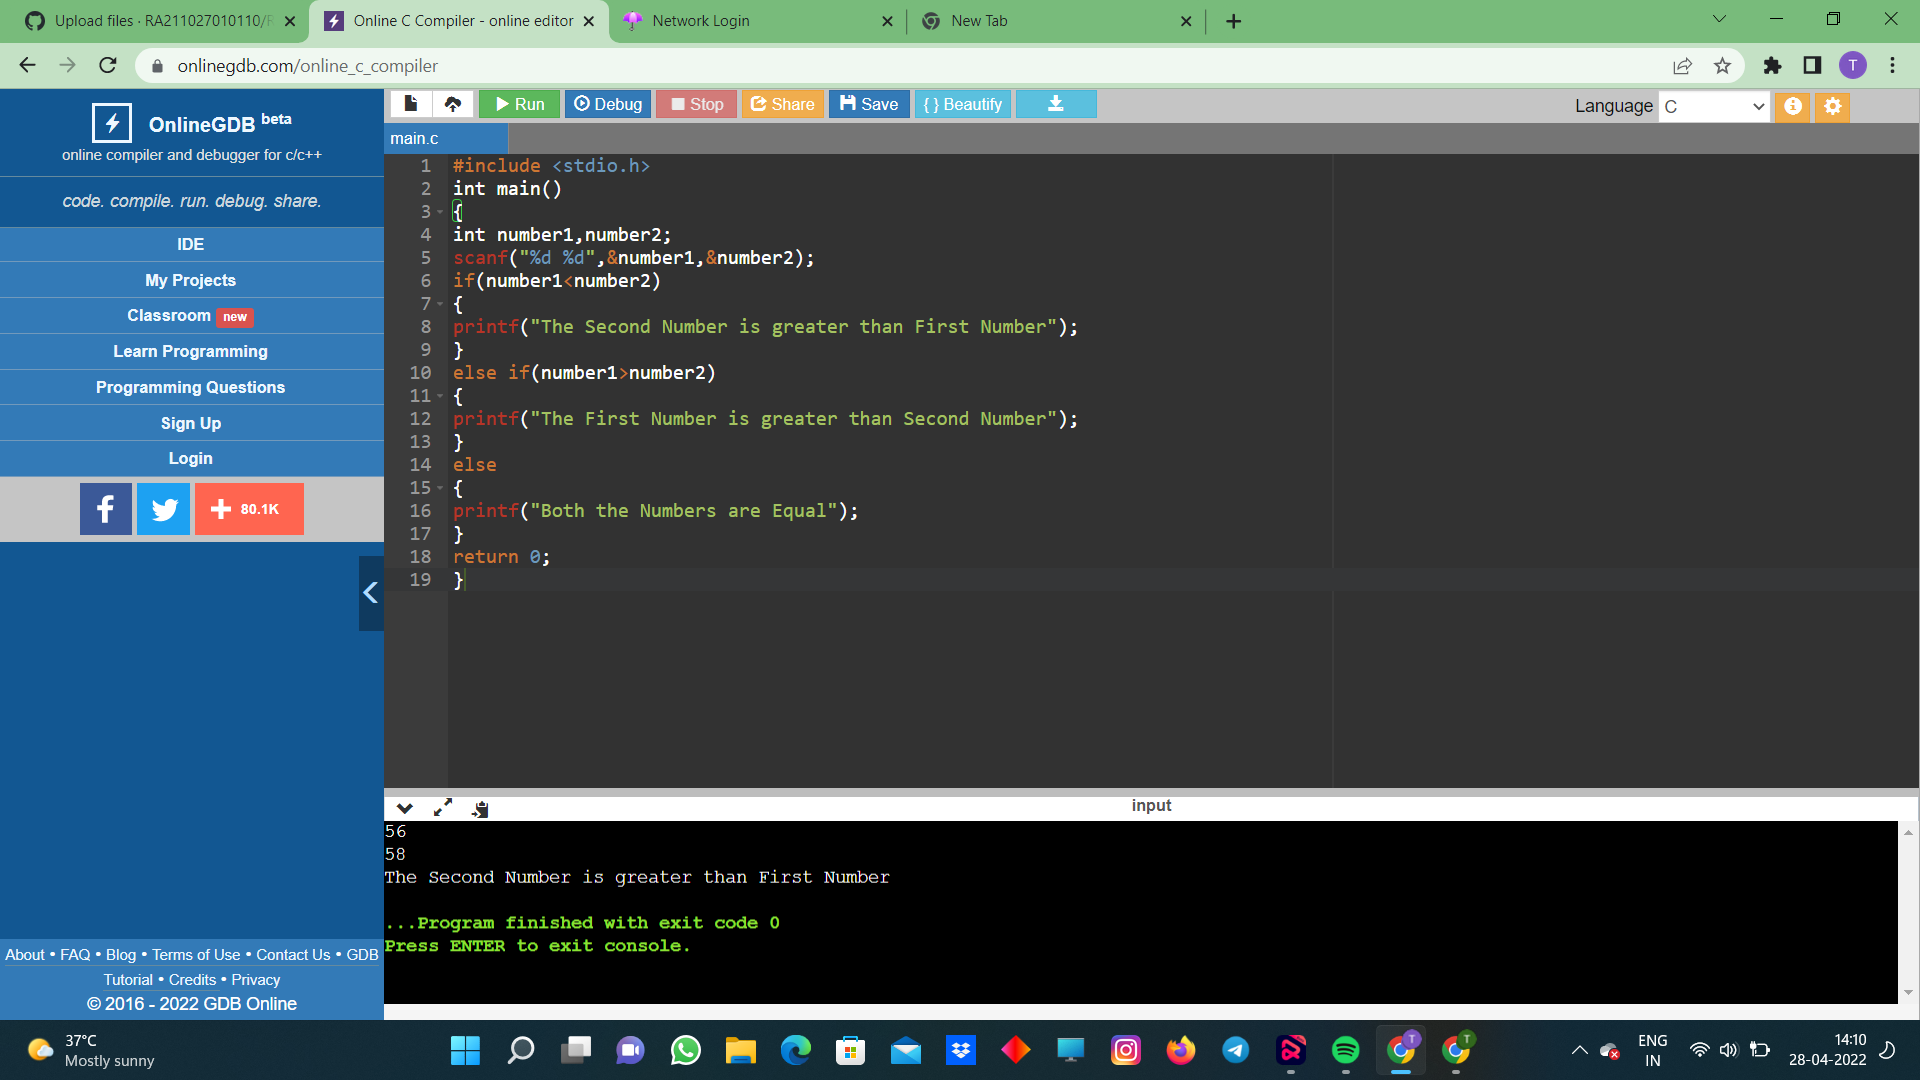 Upload files · RA211027010110/R
Online C Compiler - online editor
Network Login
New Tab
onlinegdb.com/online_c_compiler
T
OnlineGDB beta
online compiler and debugger for c/c++
code. compile. run. debug. share.
IDE
My Projects
Classroom new
Learn Programming
Programming Questions
Sign Up
Login
80.1K
About • FAQ • Blog • Terms of Use • Contact Us • GDB
Tutorial • Credits • Privacy
© 2016 - 2022 GDB Online
Run
Debug
Stop
Share
Save
{ } Beautify
Language C
main.c
1 #include <stdio.h>
2 int main()
3 {
4 int number1,number2;
5 scanf("%d %d",&number1,&number2);
6 if(number1<number2)
7 {
8 printf("The Second Number is greater than First Number");
9 }
10 else if(number1>number2)
11 {
12 printf("The First Number is greater than Second Number");
13 }
14 else
15 {
16 printf("Both the Numbers are Equal");
17 }
18 return 0;
19 }
input
56
58
The Second Number is greater than First Number
...Program finished with exit code 0
Press ENTER to exit console.
37°C
Mostly sunny
T
T
ENG
IN
14:10
28-04-2022